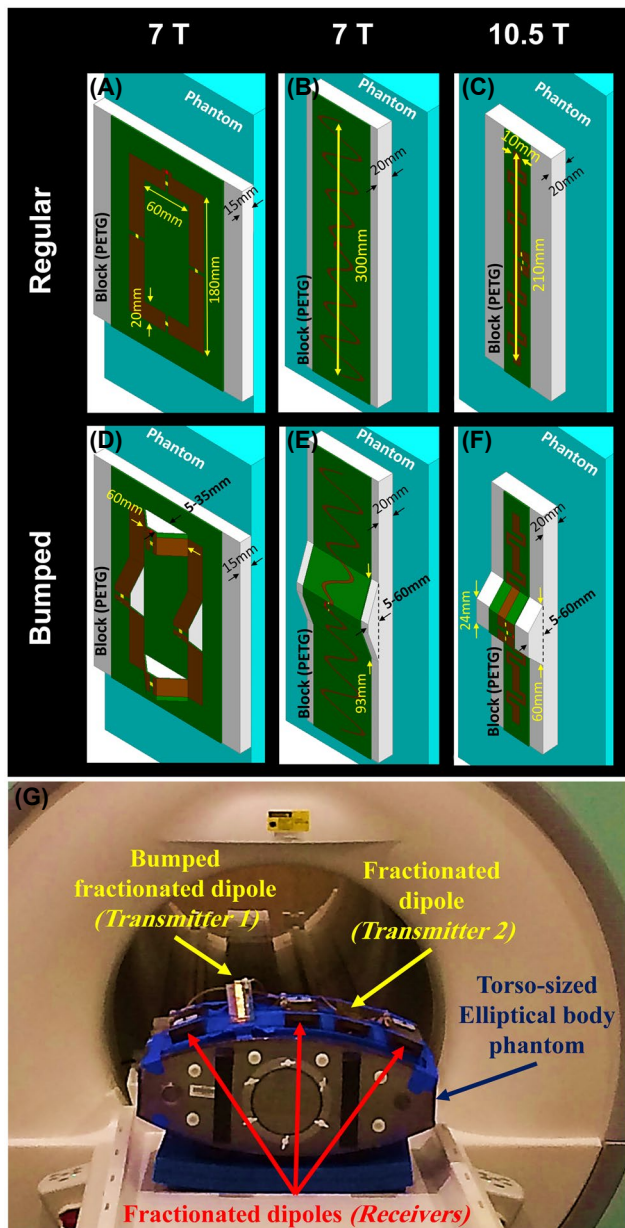 7 T
7 T
10.5 T
Regular
Bumped
(A)
Phantom
Block (PETG)
60mm
180mm
20mm
15mm
(B)
Phantom
Block (PETG)
20mm
300mm
(C)
Phantom
Block (PETG)
10mm
20mm
210mm
(D)
Phantom
Block (PETG)
5-35mm
60mm
15mm
(E)
Phantom
Block (PETG)
20mm
5-60mm
93mm
(F)
Phantom
Block (PETG)
20mm
24mm
5-60mm
60mm
(G)
Bumped
fractionated dipole
(Transmitter 1)
Fractionated
dipole
(Transmitter 2)
Torso-sized
Elliptical body
phantom
Fractionated dipoles (Receivers)